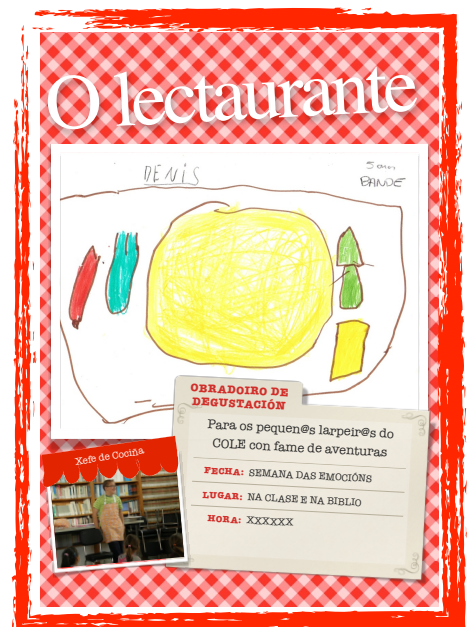 O lectaurante
DENIS
5 anos
BANDE
OBRADOIRO DE
DEGUSTACIÓN
Para os pequen@s larpeir@s do
COLE con fame de aventuras
FECHA: SEMANA DAS EMOCIÓNS
LUGAR: NA CLASE E NA BIBLIO
HORA: XXXXXX
Xefe de Cociña